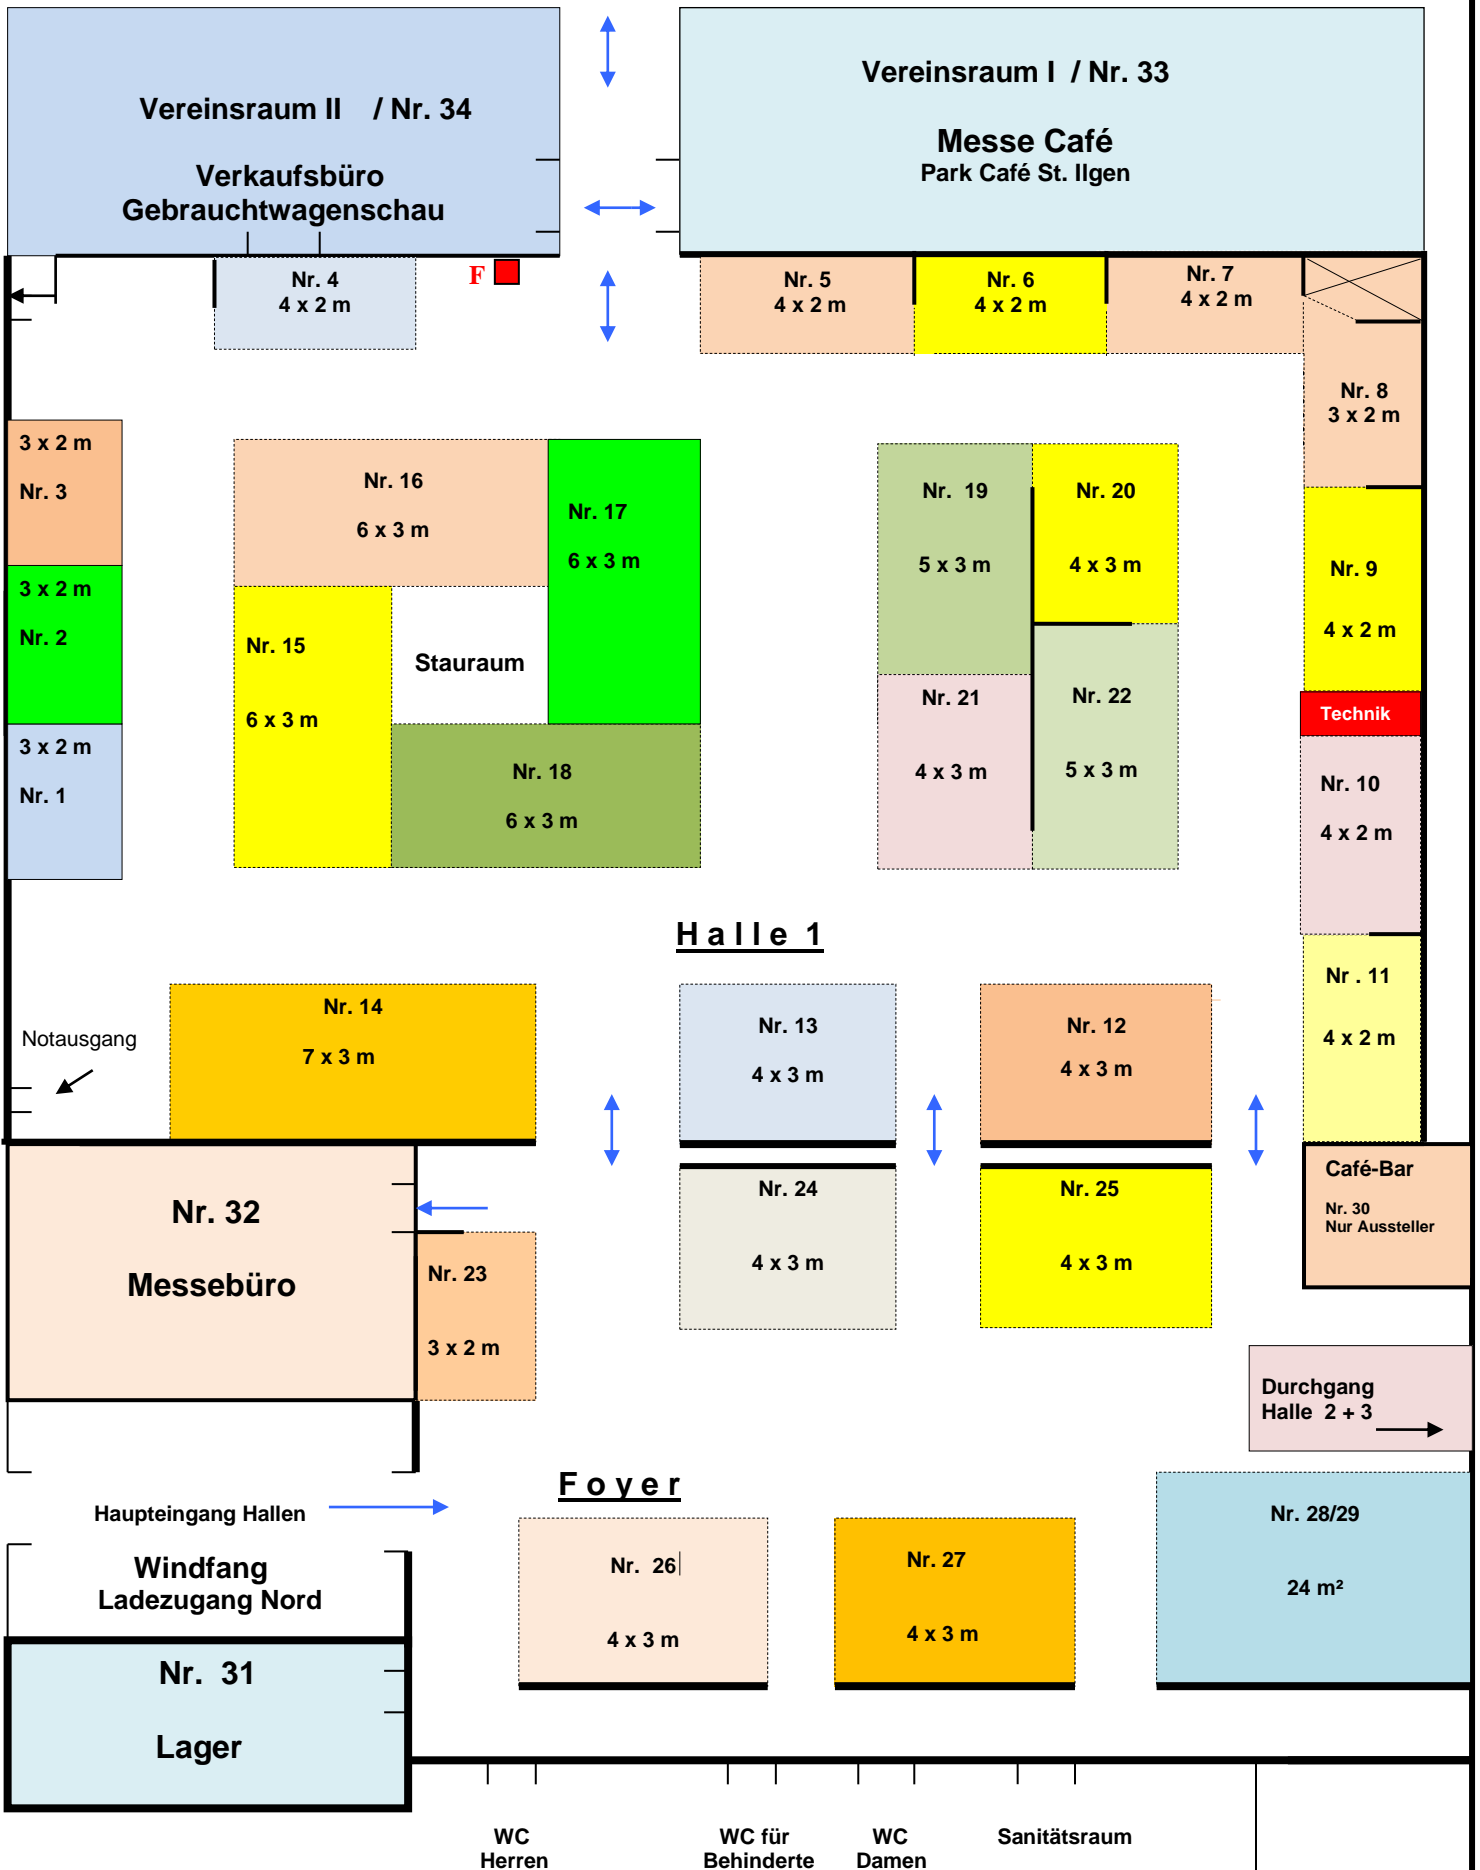 Vereinsraum II / Nr. 34
Verkaufsbüro
Gebrauchtwagenschau
Vereinsraum I / Nr. 33
Messe Café
Park Café St. Ilgen
Nr. 4
4 x 2 m
F
Nr. 5
4 x 2 m
Nr. 6
4 x 2 m
Nr. 7
4 x 2 m
Nr. 8
3 x 2 m
3 x 2 m
Nr. 3
3 x 2 m
Nr. 2
3 x 2 m
Nr. 1
Nr. 16
6 x 3 m
Nr. 17
6 x 3 m
Nr. 15
6 x 3 m
Stauraum
Nr. 18
6 x 3 m
Nr. 19
5 x 3 m
Nr. 20
4 x 3 m
Nr. 21
4 x 3 m
Nr. 22
5 x 3 m
Nr. 9
4 x 2 m
Technik
Nr. 10
4 x 2 m
Nr . 11
4 x 2 m
Halle 1
Nr. 14
7 x 3 m
Notausgang
Nr. 13
4 x 3 m
Nr. 12
4 x 3 m
Nr. 32
Messebüro
Nr. 23
3 x 2 m
Nr. 24
4 x 3 m
Nr. 25
4 x 3 m
Café-Bar
Nr. 30
Nur Aussteller
Durchgang
Halle 2 + 3
Foyer
Haupteingang Hallen
Windfang
Ladezugang Nord
Nr. 26
4 x 3 m
Nr. 27
4 x 3 m
Nr. 28/29
24 m²
Nr. 31
Lager
WC
Herren
WC für
Behinderte
WC
Damen
Sanitätsraum